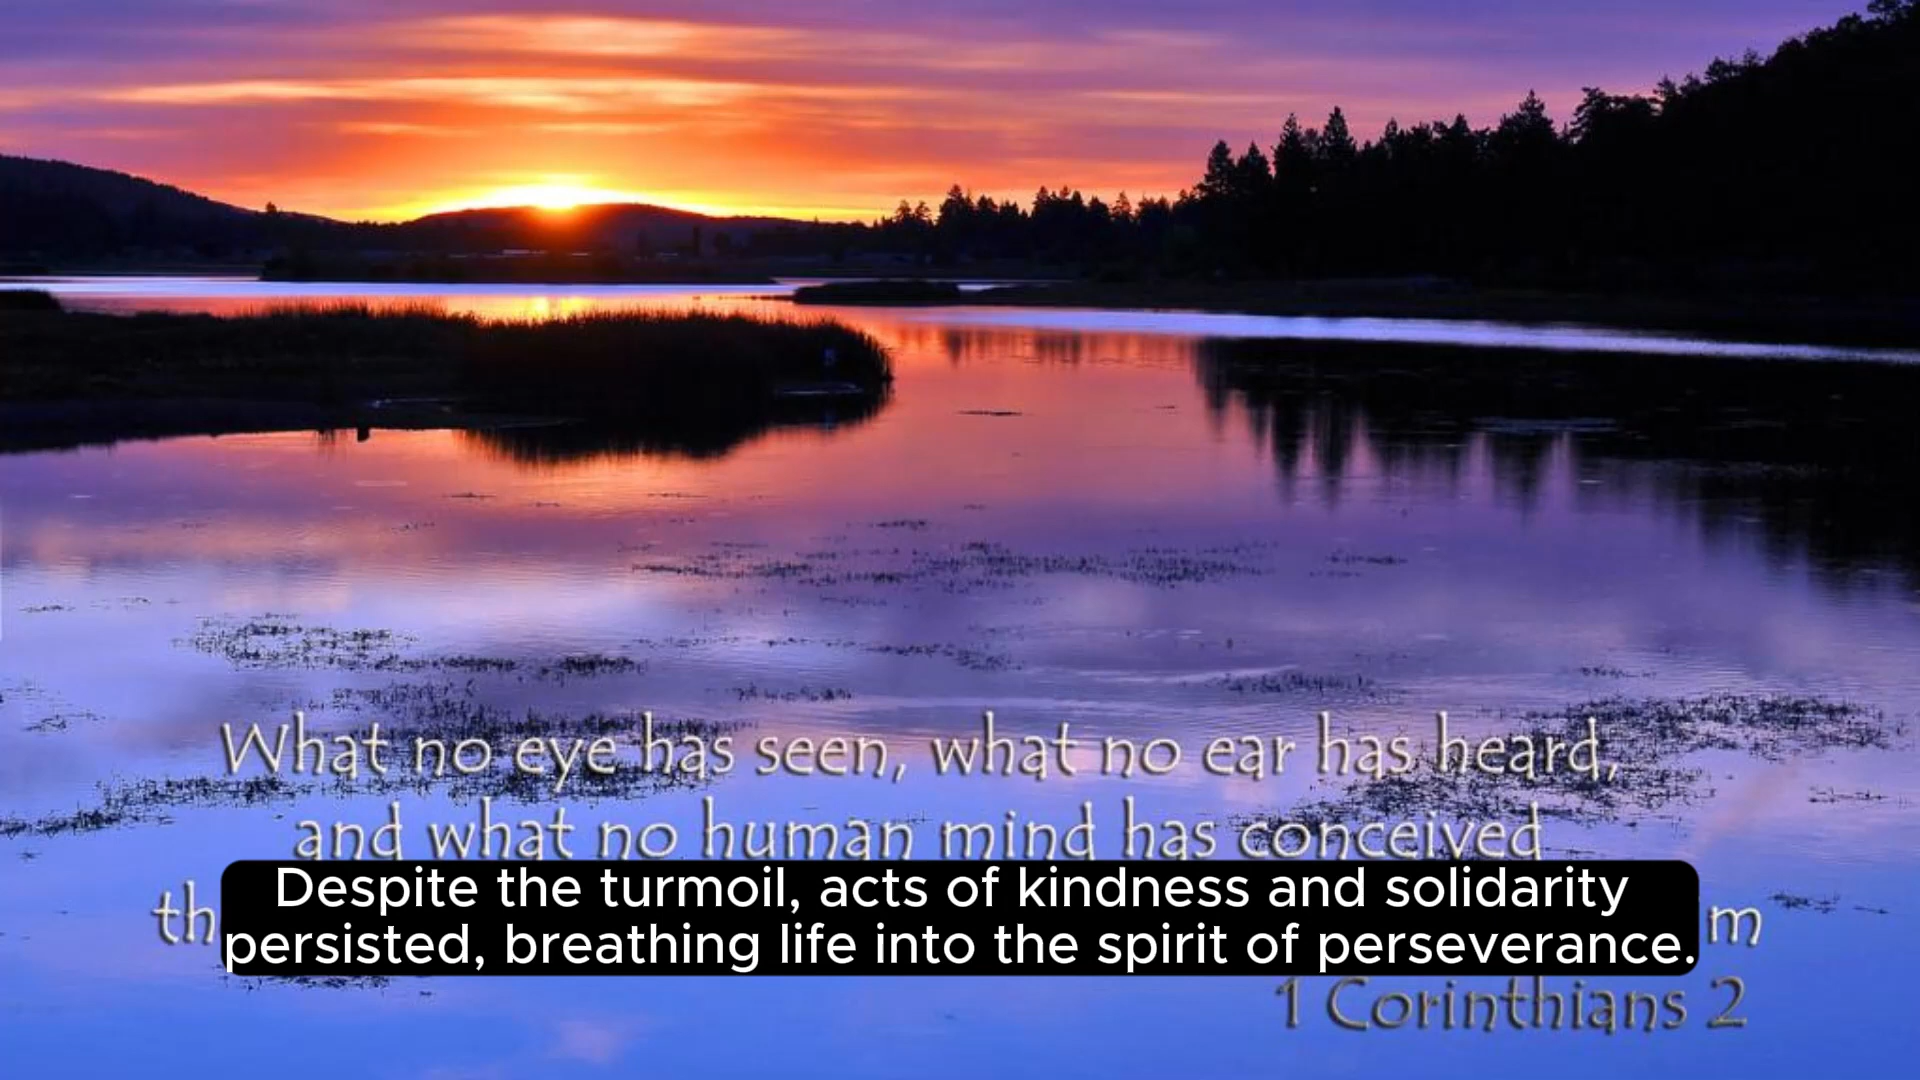 What no eye has seen, what no ear has heard,
and what no human mind has conceived
Despite the turmoil, acts of kindness and solidarity
th
m
persisted, breathing life into the spirit of perseverance.
1 Corinthians 2